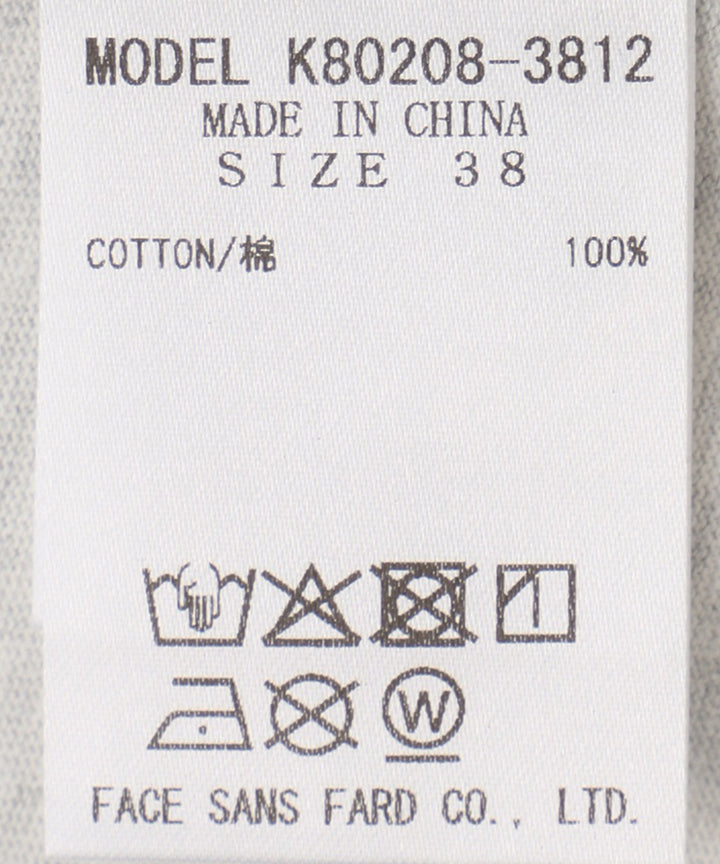 MODEL K80208-3812
MADE IN CHINA
SIZE 38
COTTON/棉 100%
W
FACE SANS FARD CO., LTD.